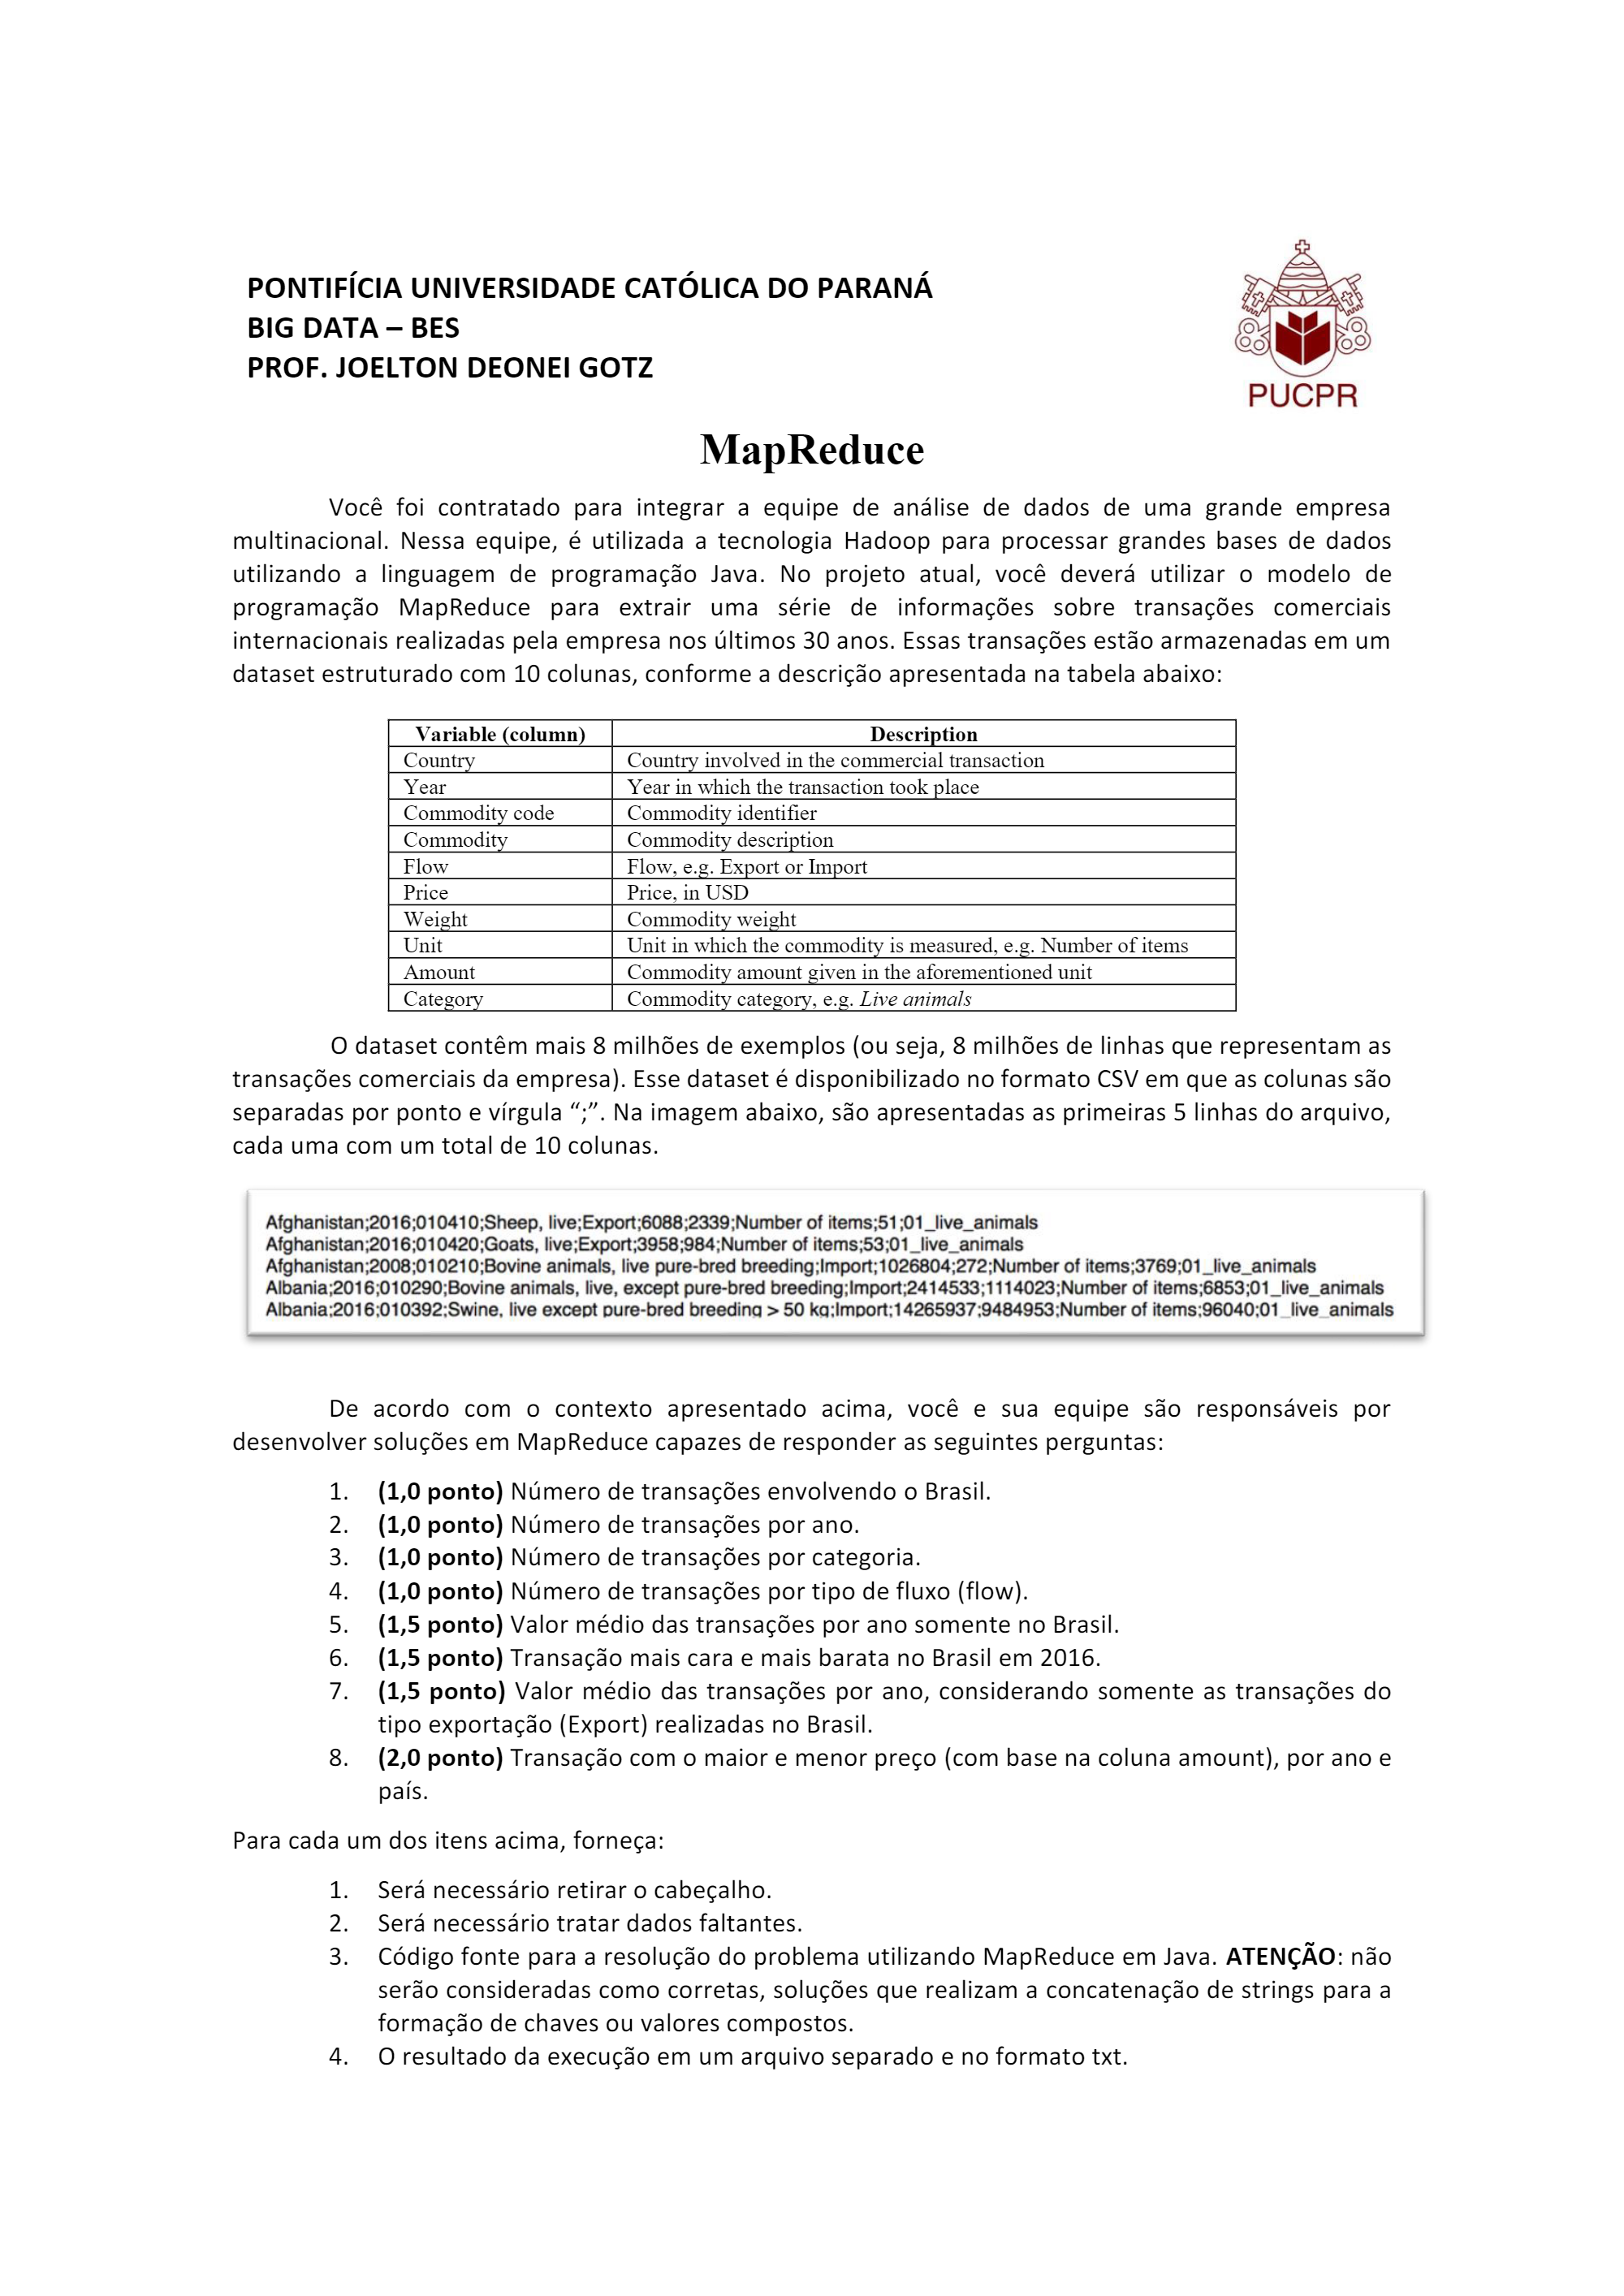 PONTIFÍCIA UNIVERSIDADE CATÓLICA DO PARANÁ
BIG DATA – BES
PROF. JOELTON DEONEI GOTZ
PUCPR
MapReduce
Você foi contratado para integrar a equipe de análise de dados de uma grande empresa
multinacional. Nessa equipe, é utilizada a tecnologia Hadoop para processar grandes bases de dados
utilizando a linguagem de programação Java. No projeto atual, você deverá utilizar o modelo de
programação MapReduce para extrair uma série de informações sobre transações comerciais
internacionais realizadas pela empresa nos últimos 30 anos. Essas transações estão armazenadas em um
dataset estruturado com 10 colunas, conforme a descrição apresentada na tabela abaixo:
Variable (column) Description
Country Country involved in the commercial transaction
Year Year in which the transaction took place
Commodity code Commodity identifier
Commodity Commodity description
Flow Flow, e.g. Export or Import
Price Price, in USD
Weight Commodity weight
Unit Unit in which the commodity is measured, e.g. Number of items
Amount Commodity amount given in the aforementioned unit
Category Commodity category, e.g. Live animals
O dataset contêm mais 8 milhões de exemplos (ou seja, 8 milhões de linhas que representam as
transações comerciais da empresa). Esse dataset é disponibilizado no formato CSV em que as colunas são
separadas por ponto e vírgula “;”. Na imagem abaixo, são apresentadas as primeiras 5 linhas do arquivo,
cada uma com um total de 10 colunas.
Afghanistan;2016;010410;Sheep, live;Export;6088;2339;Number of items;51;01_live_animals
Afghanistan;2016;010420;Goats, live;Export;3958;984;Number of items;53;01_live_animals
Afghanistan;2008;010210;Bovine animals, live pure-bred breeding;Import;1026804;272;Number of items;3769;01_live_animals
Albania;2016;010290;Bovine animals, live, except pure-bred breeding;Import;2414533;1114023;Number of items;6853;01_live_animals
Albania;2016;010392;Swine, live except pure-bred breeding > 50 kg;Import;14265937;9484953;Number of items;96040;01_live_animals
De acordo com o contexto apresentado acima, você e sua equipe são responsáveis por
desenvolver soluções em MapReduce capazes de responder as seguintes perguntas:
1. (1,0 ponto) Número de transações envolvendo o Brasil.
2. (1,0 ponto) Número de transações por ano.
3. (1,0 ponto) Número de transações por categoria.
4. (1,0 ponto) Número de transações por tipo de fluxo (flow).
5. (1,5 ponto) Valor médio das transações por ano somente no Brasil.
6. (1,5 ponto) Transação mais cara e mais barata no Brasil em 2016.
7. (1,5 ponto) Valor médio das transações por ano, considerando somente as transações do
tipo exportação (Export) realizadas no Brasil.
8. (2,0 ponto) Transação com o maior e menor preço (com base na coluna amount), por ano e
país.
Para cada um dos itens acima, forneça:
1. Será necessário retirar o cabeçalho.
2. Será necessário tratar dados faltantes.
3. Código fonte para a resolução do problema utilizando MapReduce em Java. ATENÇÃO: não
serão consideradas como corretas, soluções que realizam a concatenação de strings para a
formação de chaves ou valores compostos.
4. O resultado da execução em um arquivo separado e no formato txt.